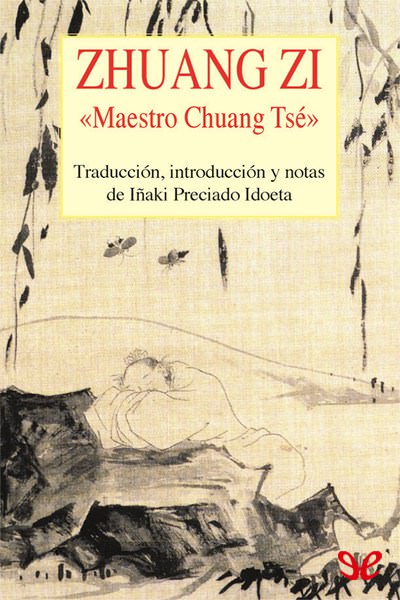 ZHUANG ZI
«Maestro Chuang Tsé»
Traducción, introducción y notas
de Iñaki Preciado Idoeta